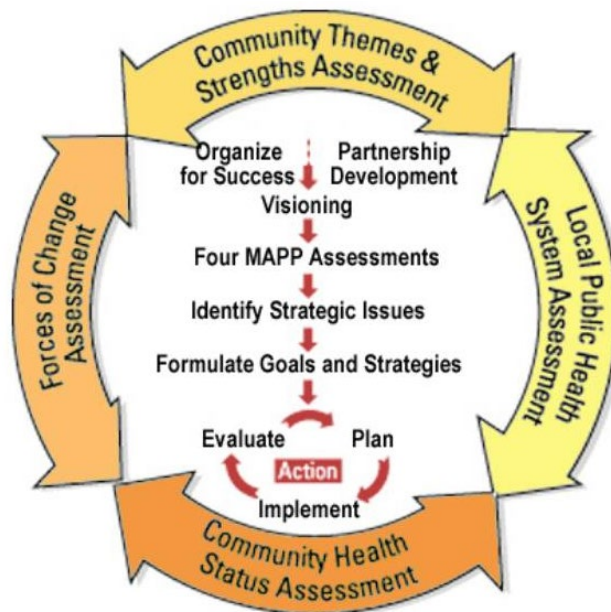 Community Themes &
Strengths Assessment
Organize
for Success
Partnership
Development
Visioning
Four MAPP Assessments
Identify Strategic Issues
Formulate Goals and Strategies
Evaluate
Plan
Action
Implement
Forces of Change
Assessment
Local Public Health
System Assessment
Community Health
Status Assessment